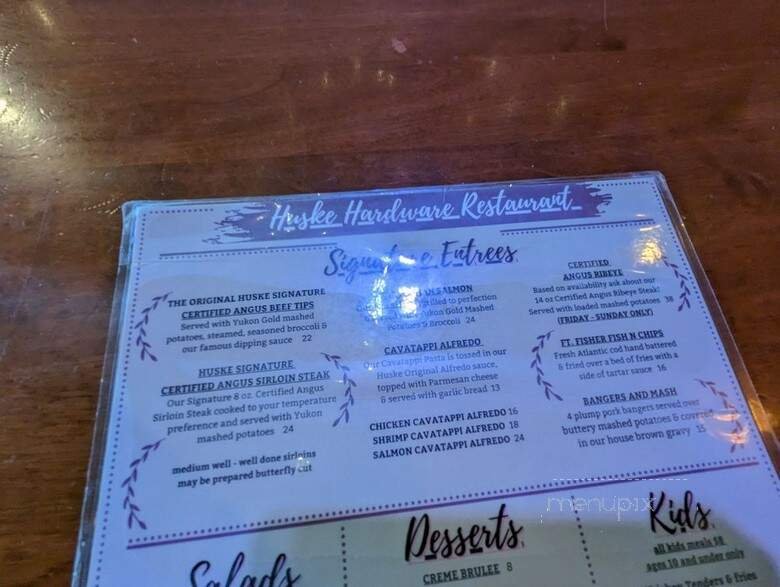 Huske Hardware Restaurant
Signature Entrees
THE ORIGINAL HUSKE SIGNATURE
CERTIFIED ANGUS BEEF TIPS
Served with Yukon Gold mashed
potatoes, steamed, seasoned broccoli &
our famous dipping sauce 22
HUSKE SIGNATURE
CERTIFIED ANGUS SIRLOIN STEAK
Our Signature 8 oz. Certified Angus
Sirloin Steak cooked to your temperature
preference and served with Yukon
mashed potatoes 24
medium well - well done sirloins
may be prepared butterfly cut
SALMON
grilled to perfection
with Yukon Gold Mashed
Potatoes & Broccoli 24
CAVATAPPI ALFREDO
Our Cavatappi Pasta is tossed in our
Huske Original Alfredo sauce,
topped with Parmesan cheese
& served with garlic bread 13
CHICKEN CAVATAPPI ALFREDO 16
SHRIMP CAVATAPPI ALFREDO 18
SALMON CAVATAPPI ALFREDO 24
CERTIFIED
ANGUS RIBEYE
Based on availability ask about our
14 oz Certified Angus Ribeye Steak!
Served with loaded mashed potatoes 38
(FRIDAY - SUNDAY ONLY)
FT. FISHER FISH N CHIPS
Fresh Atlantic cod hand battered
& fried over a bed of fries with a
side of tartar sauce 16
BANGERS AND MASH
4 plump pork bangers served over
buttery mashed potatoes & covered
in our house brown gravy 15
menupix
Salads
Desserts
CREME BRULEE 8
Kids
all kids meals $8
ages 10 and under only
Tenders & Fries